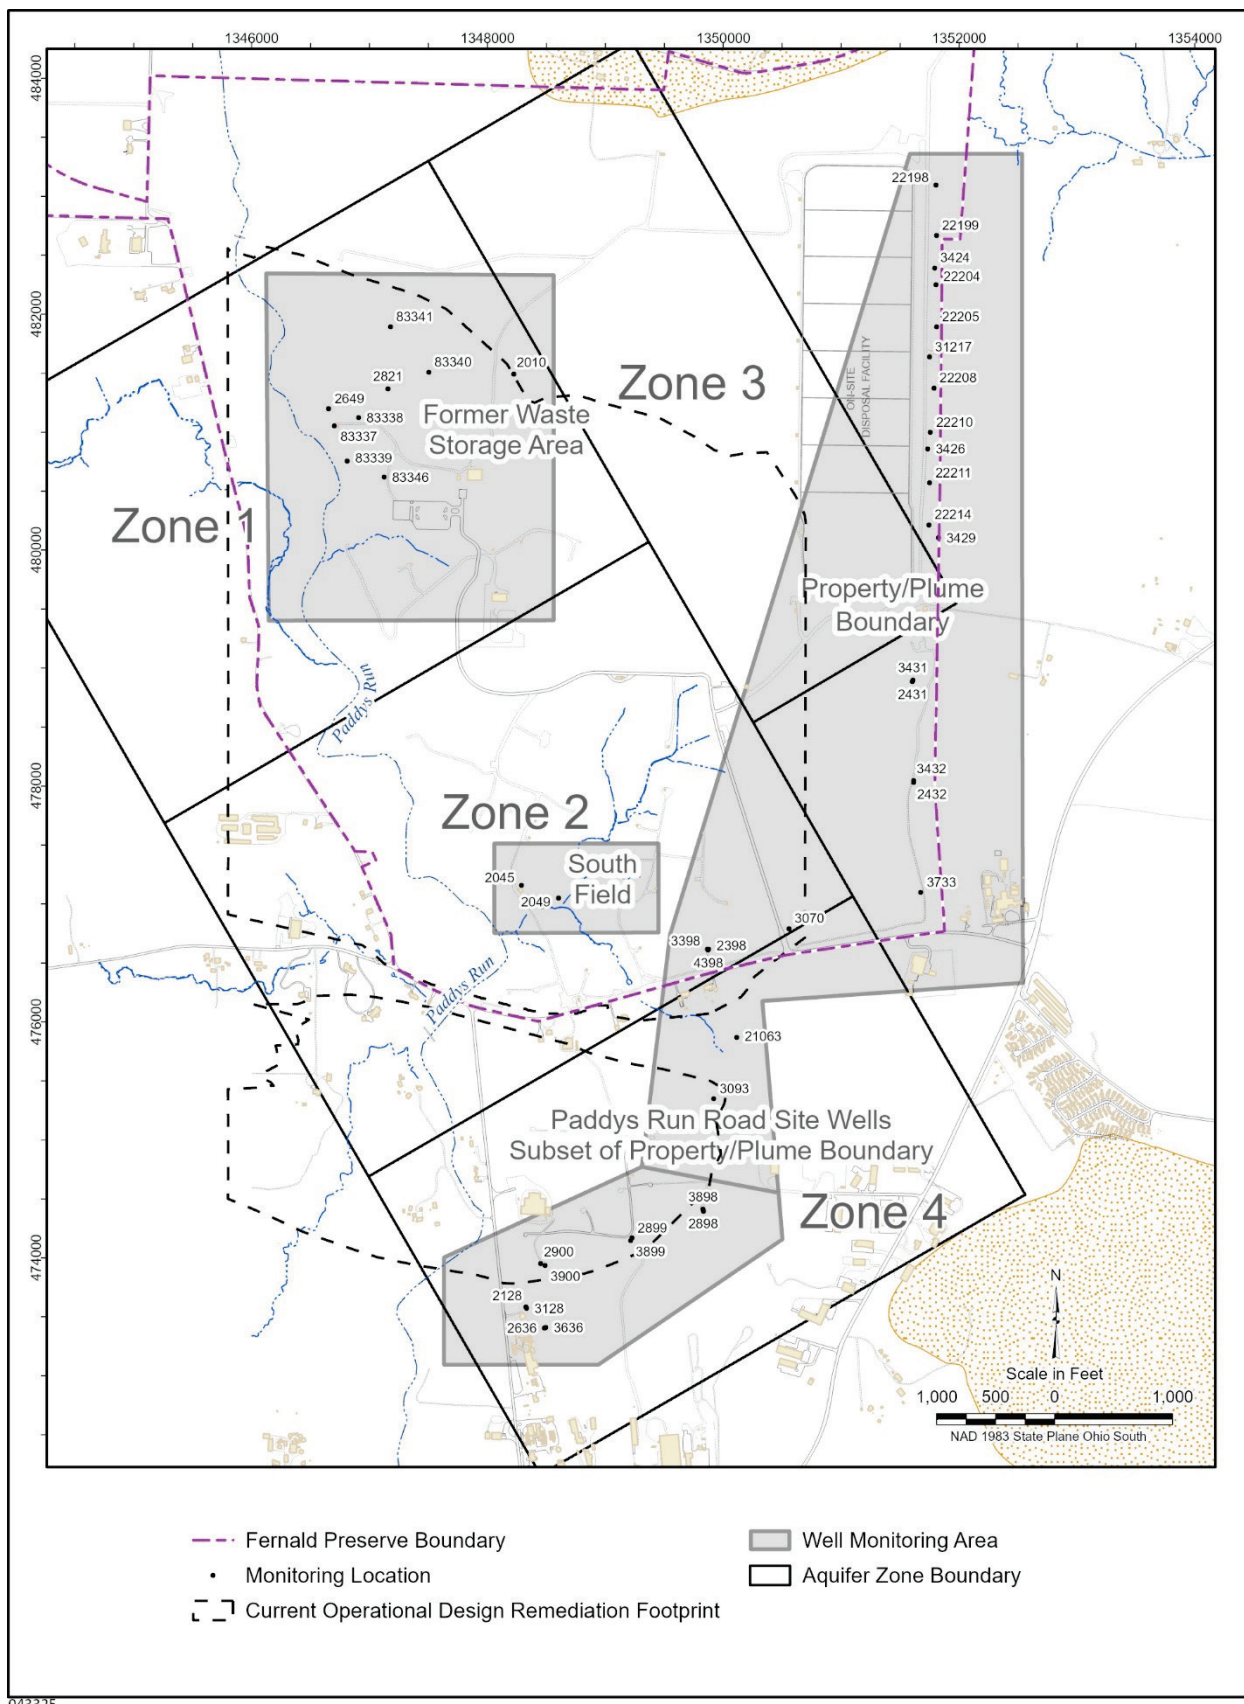 1346000
1348000
1350000
1352000
1354000
484000
482000
480000
478000
476000
474000
22198
22199
3424
22204
22205
31217
22208
22210
3426
22211
22214
3429
83341
83340
2010
2821
2649
83338
83337
83339
83346
Former Waste
Storage Area
Zone 3
ON-SITE
DISPOSAL FACILITY
Zone 1
Property/Plume
Boundary
3431
2431
Paddys Run
3432
2432
Zone 2
South
Field
2045
2049
3733
3070
3398
2398
4398
Paddys Run
21063
3093
Paddys Run Road Site Wells
Subset of Property/Plume Boundary
3898
2898
Zone 4
2899
3899
2900
3900
2128
3128
2636
3636
N
Scale in Feet
1,000 500 0 1,000
NAD 1983 State Plane Ohio South
Fernald Preserve Boundary
Monitoring Location
Current Operational Design Remediation Footprint
Well Monitoring Area
Aquifer Zone Boundary
043325